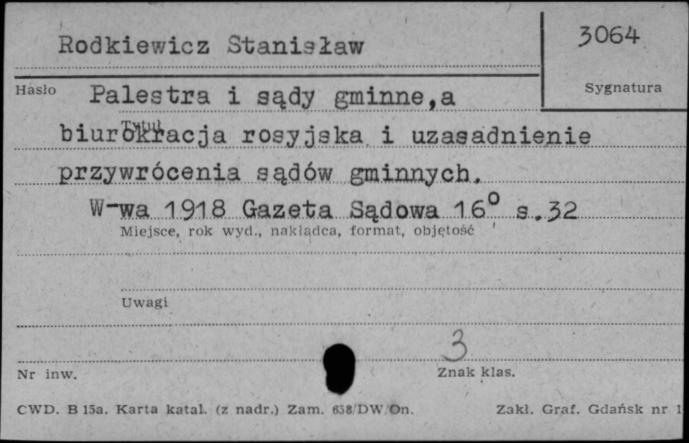 Rodkiewicz Stanisław
3064
Hasło
Sygnatura
Palestra i sądy gminne,a
Tytuł
biurokracja rosyjska i uzasadnienie
przywrócenia sądów gminnych.
W-wa 1918 Gazeta Sądowa 16° s.32
Miejsce, rok wyd., nakładca, format, objętość
Uwagi
3
Nr inw.
Znak klas.
CWD. B 15a. Karta katal. (z nadr.) Zam. 658/DW/On.
Zakł. Graf. Gdańsk nr 1